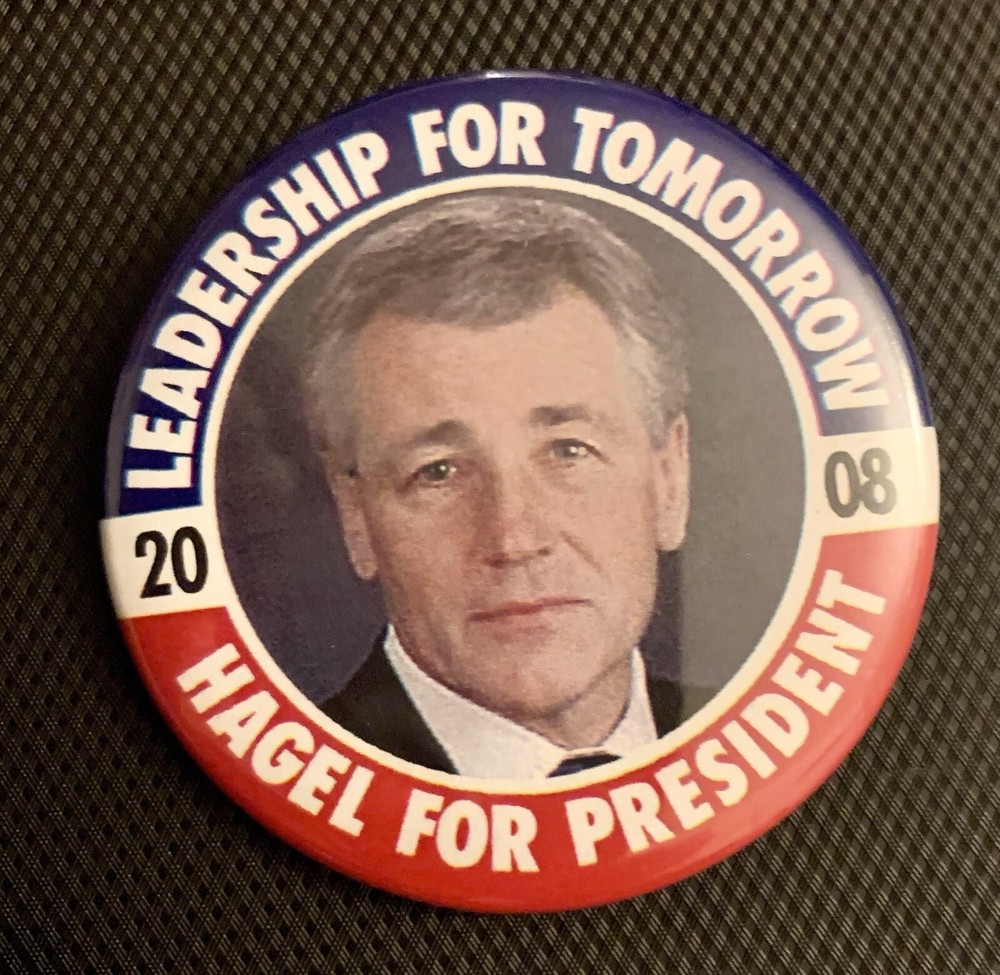 LEADERSHIP FOR TOMORROW
20 08
HAGEL FOR PRESIDENT